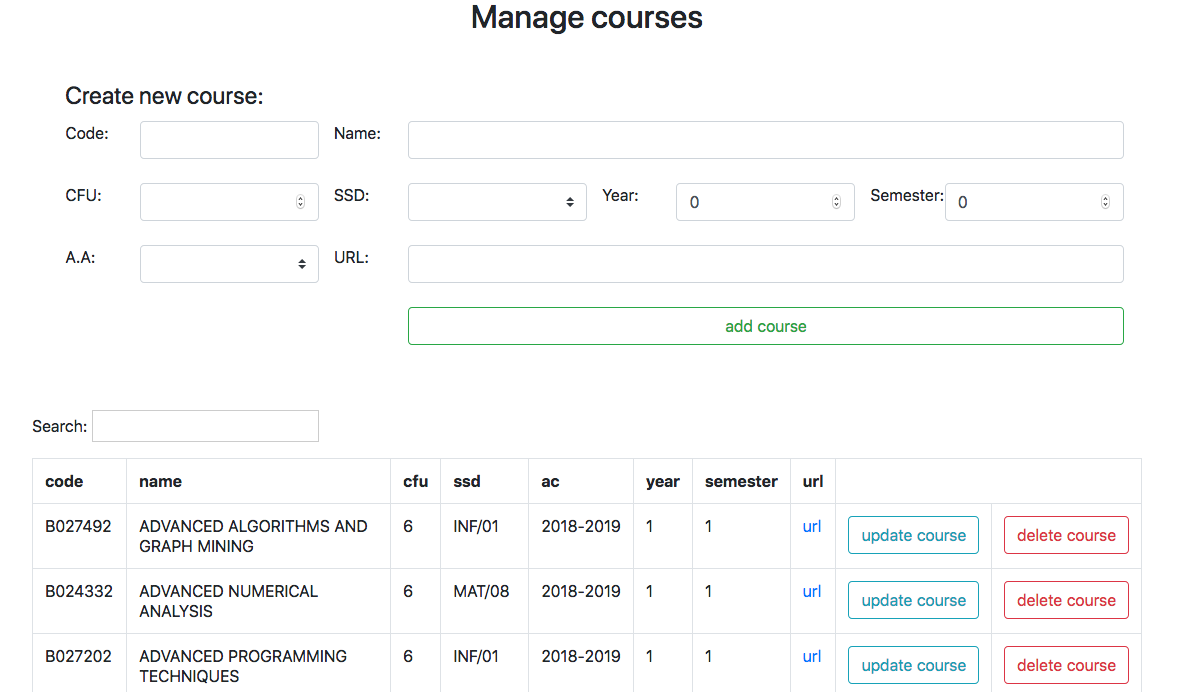 Manage courses
Create new course:
Code: Name:
CFU: SSD: Year: 0 Semester: 0
A.A: URL:
add course
Search:
code name cfu ssd ac year semester url
B027492 ADVANCED ALGORITHMS AND 6 INF/01 2018-2019 1 1 url update course delete course
GRAPH MINING
B024332 ADVANCED NUMERICAL 6 MAT/08 2018-2019 1 1 url update course delete course
ANALYSIS
B027202 ADVANCED PROGRAMMING 6 INF/01 2018-2019 1 1 url update course delete course
TECHNIQUES